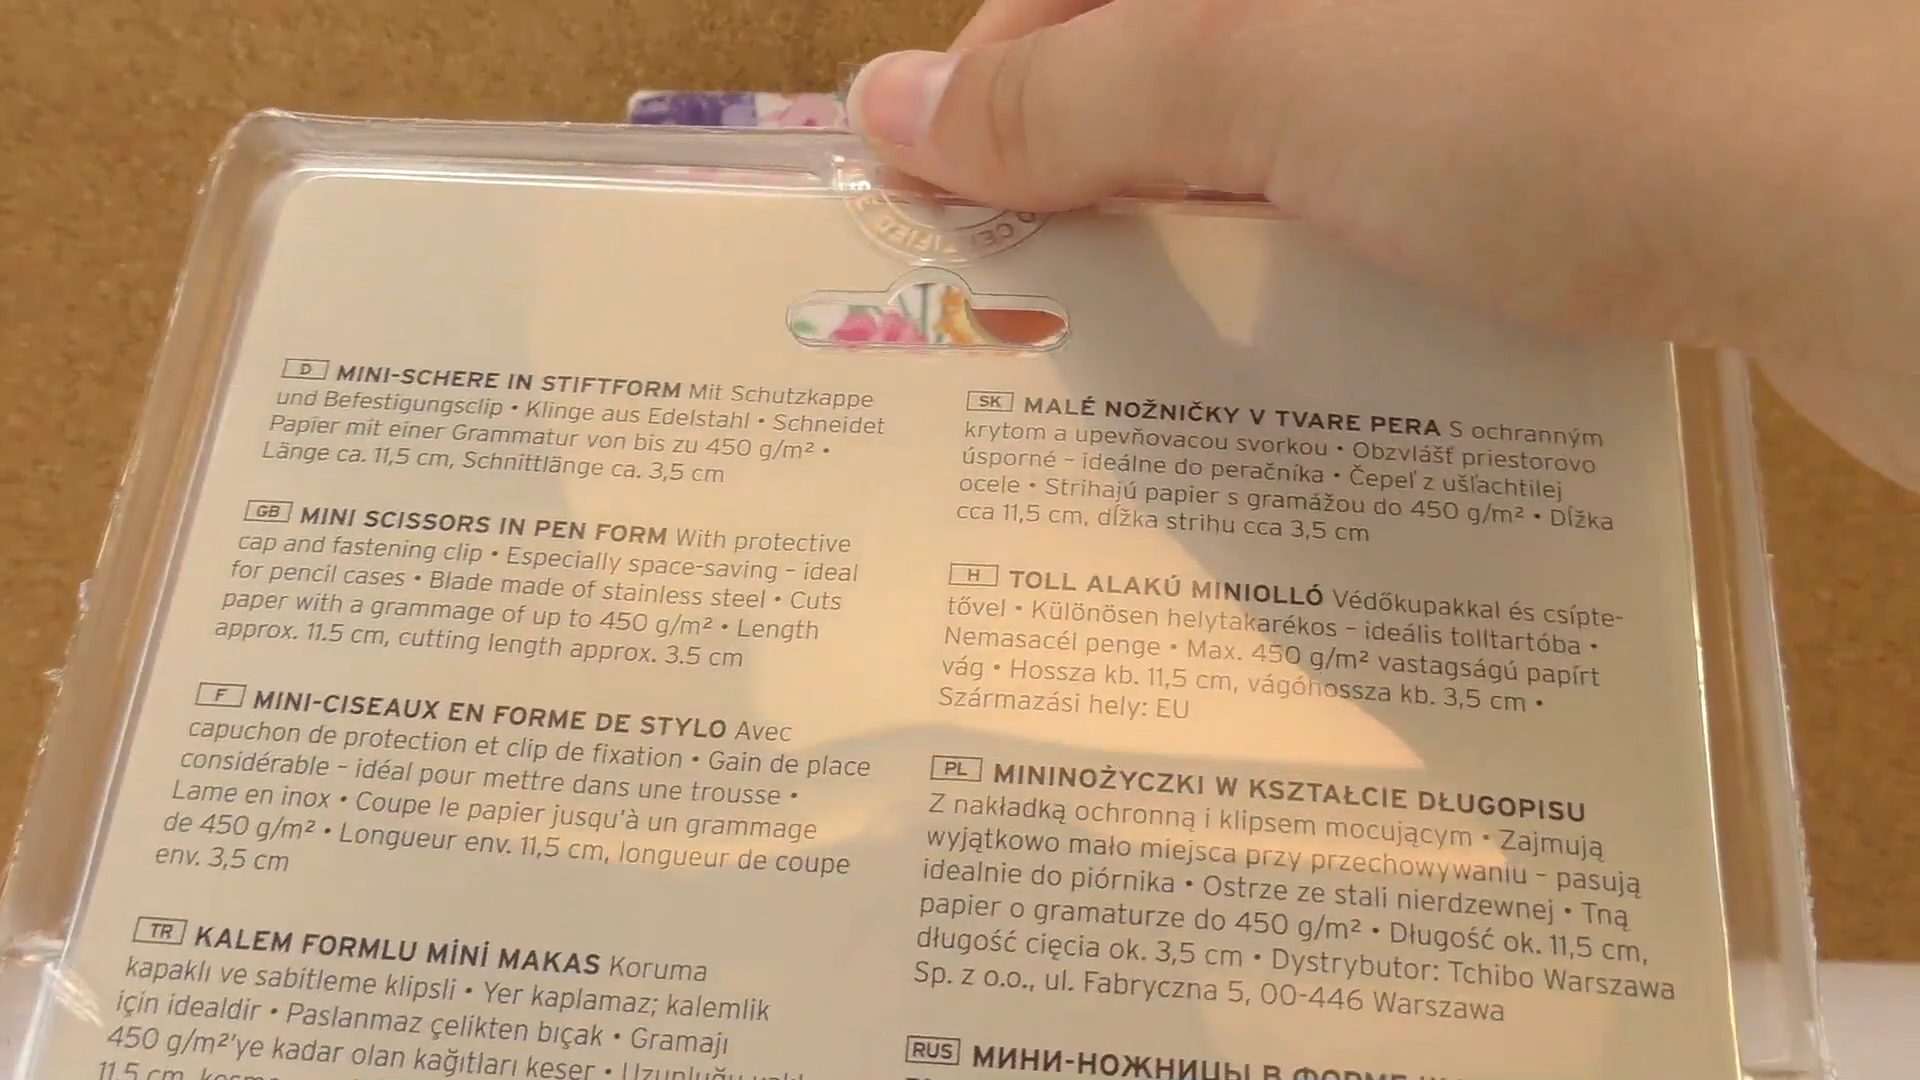 D MINI-SCHERE IN STIFTFORM Mit Schutzkappe
und Befestigungsclip • Klinge aus Edelstahl • Schneidet
Papier mit einer Grammatur von bis zu 450 g/m² •
Länge ca. 11,5 cm, Schnittlänge ca. 3,5 cm
GB MINI SCISSORS IN PEN FORM With protective
cap and fastening clip • Especially space-saving – ideal
for pencil cases • Blade made of stainless steel • Cuts
paper with a grammage of up to 450 g/m² • Length
approx. 11.5 cm, cutting length approx. 3.5 cm
F MINI-CISEAUX EN FORME DE STYLO Avec
capuchon de protection et clip de fixation • Gain de place
considérable – idéal pour mettre dans une trousse •
Lame en inox • Coupe le papier jusqu'à un grammage
de 450 g/m² • Longueur env. 11,5 cm, longueur de coupe
env. 3,5 cm
TR KALEM FORMLU MİNİ MAKAS Koruma
kapaklı ve sabitleme klipsli • Yer kaplamaz; kalemlik
için idealdir • Paslanmaz çelikten bıçak • Gramajı
450 g/m²'ye kadar olan kağıtları keser •
11,5 cm,
SK MALÉ NOŽNIČKY V TVARE PERA S ochranným
krytom a upevňovacou svorkou • Obzvlášť priestorovo
úsporné – ideálne do peračníka • Čepeľ z ušľachtilej
ocele • Strihajú papier s gramážou do 450 g/m² • Dĺžka
cca 11,5 cm, dĺžka strihu cca 3,5 cm
H TOLL ALAKÚ MINIOLLÓ Védőkupakkal és csípte-
tővel • Különösen helytakarékos – ideális tolltartóba •
Nemasacél penge • Max. 450 g/m² vastagságú papírt
vág • Hossza kb. 11,5 cm, vágóhossza kb. 3,5 cm •
Származási hely: EU
PL MININOŻYCZKI W KSZTAŁCIE DŁUGOPISU
Z nakładką ochronną i klipsem mocującym • Zajmują
wyjątkowo mało miejsca przy przechowywaniu – pasują
idealnie do piórnika • Ostrze ze stali nierdzewnej • Tną
papier o gramaturze do 450 g/m² • Długość ok. 11,5 cm,
długość cięcia ok. 3,5 cm • Dystrybutor: Tchibo Warszawa
Sp. z o.o., ul. Fabryczna 5, 00-446 Warszawa
RUS МИНИ-НОЖНИЦЫ В ФОРМЕ